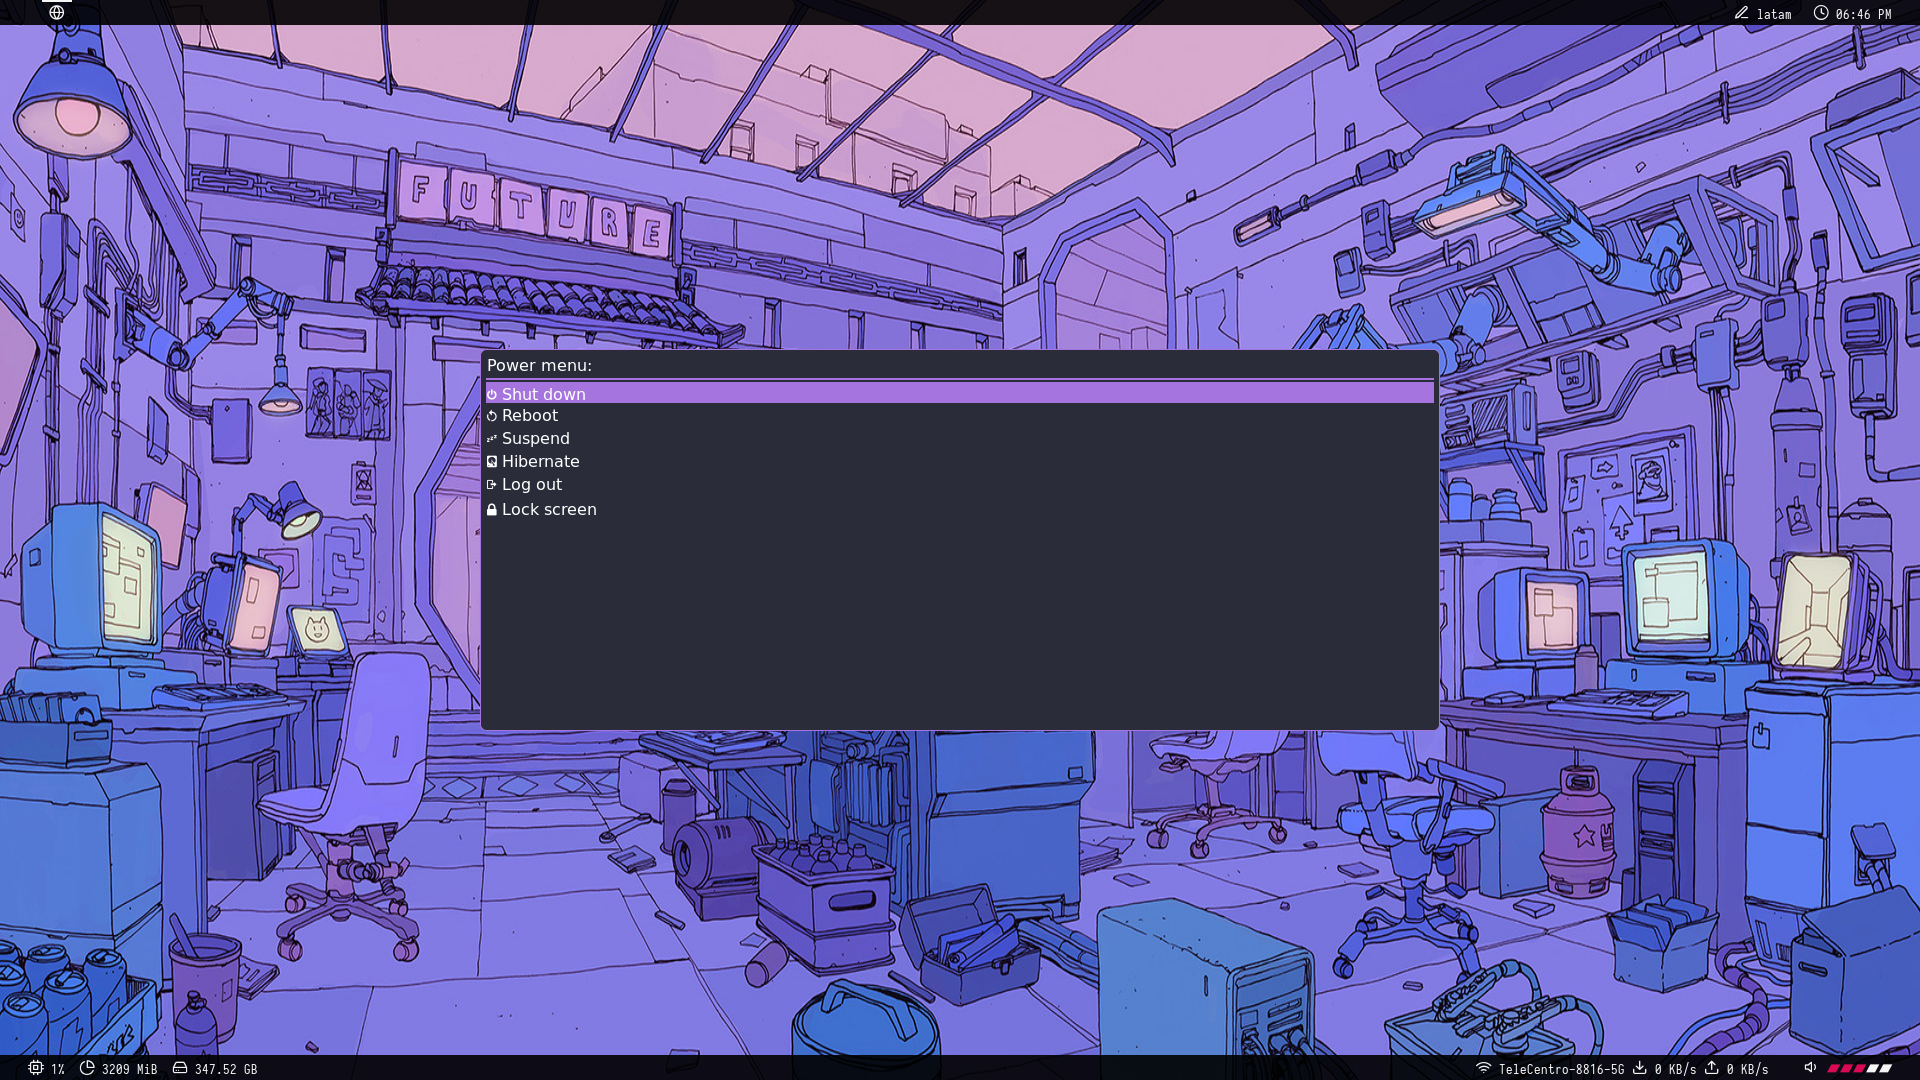 latam
06:46 PM
FUTURE
Power menu:
Shut down
Reboot
Suspend
Hibernate
Log out
Lock screen
1%
3209 MiB
347.52 GB
TeleCentro-8816-5G
0 KB/s
0 KB/s